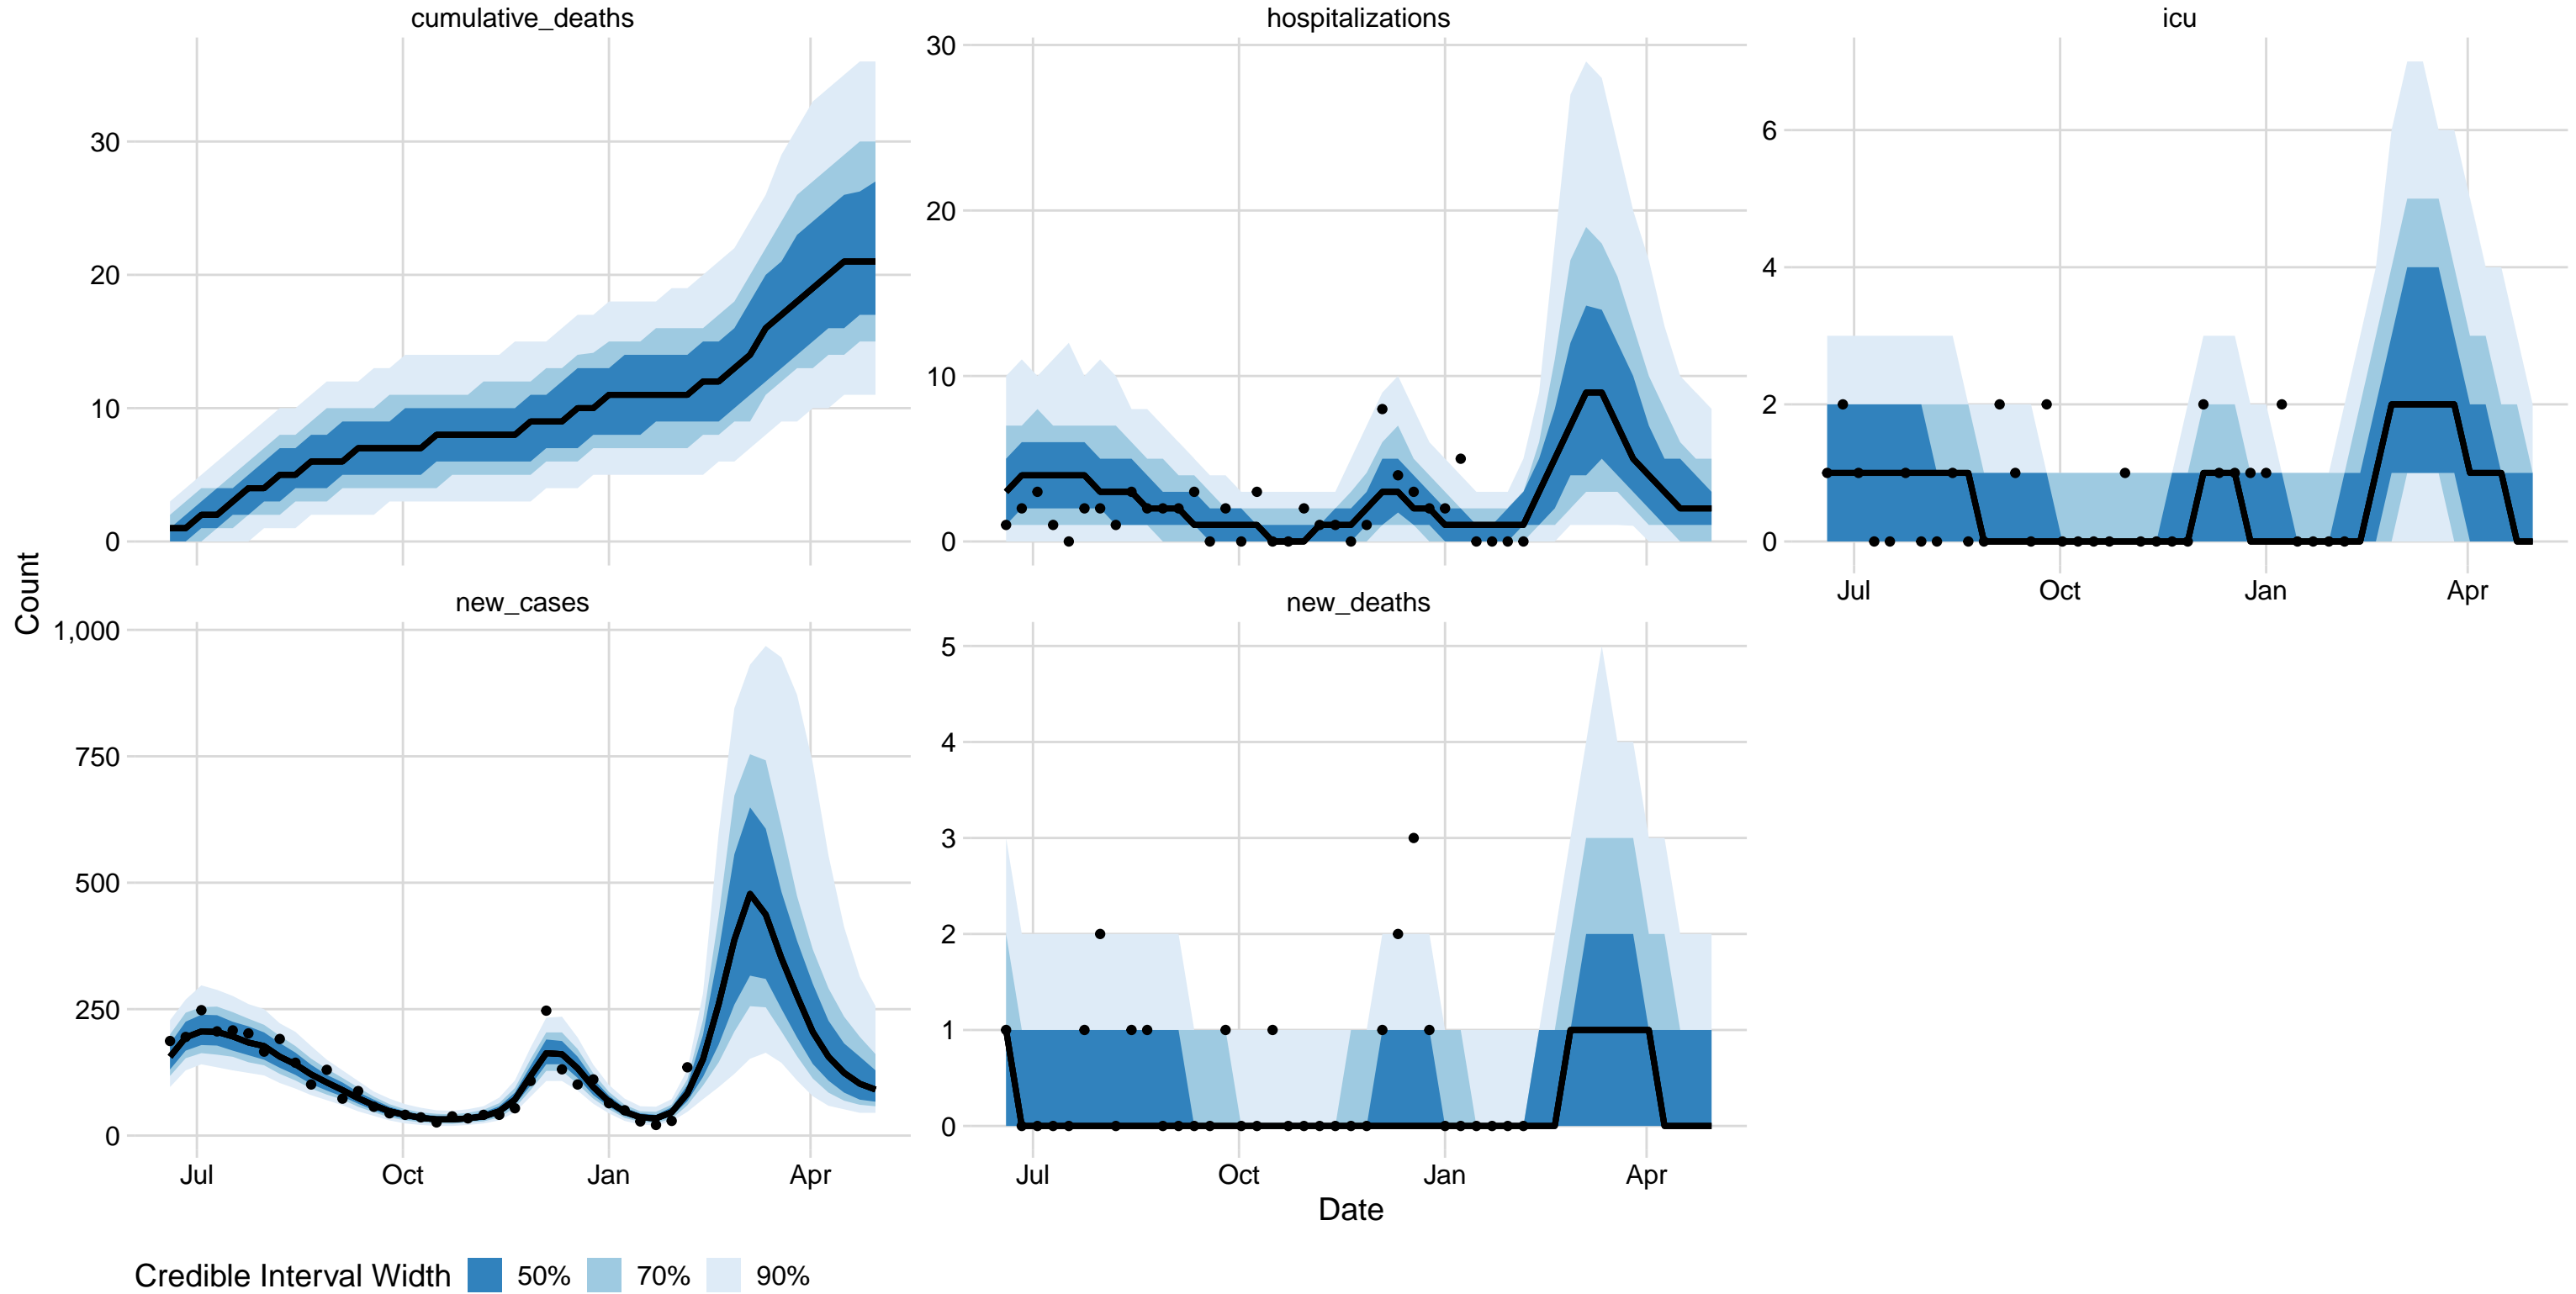 cumulative_deaths
hospitalizations
icu
30
20
10
0
30
20
10
0
6
4
2
0
Jul
Oct
Jan
Apr
Count
new_cases
new_deaths
1,000
750
500
250
0
5
4
3
2
1
0
Jul
Oct
Jan
Apr
Jul
Oct
Jan
Apr
Date
Credible Interval Width
50%
70%
90%